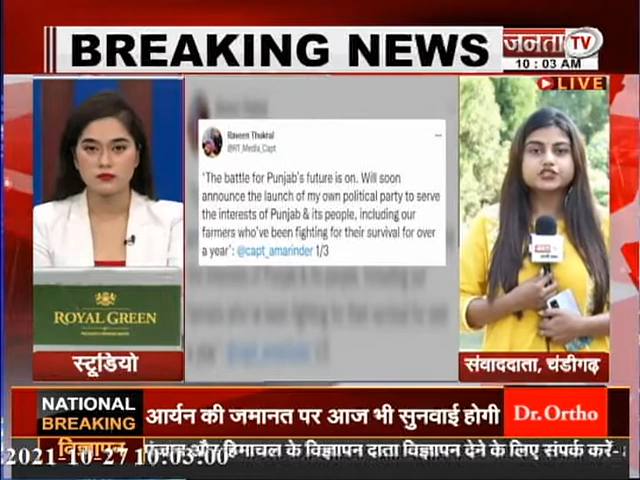 BREAKING NEWS
जनता TV
10:03 AM
LIVE
Raveen Thukral
@RT_Media_Capt
'The battle for Punjab's future is on. Will soon
announce the launch of my own political party to serve
the interests of Punjab & its people, including our
farmers who've been fighting for their survival for over
a year': @capt_amarinder 1/3
ROYAL GREEN
स्टूडियो
संवाददाता, चंडीगढ़
NATIONAL
BREAKING
आर्यन की जमानत पर आज भी सुनवाई होगी
Dr. Ortho
विज्ञापन
पंजाब और हिमाचल के विज्ञापन दाता विज्ञापन देने के लिए संपर्क करें-
2021-10-27 10:03:00